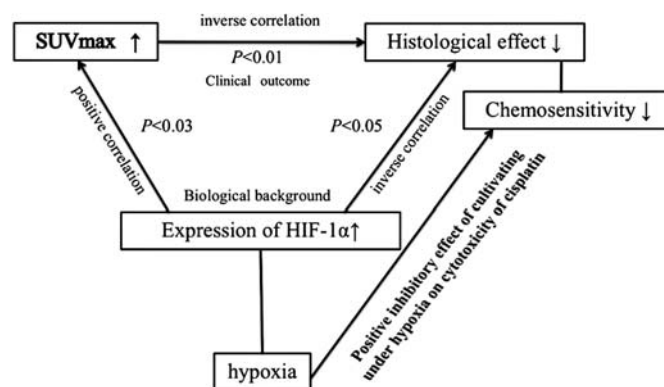 inverse correlation
SUVmax ↑
Histological effect ↓
P<0.01
Clinical outcome
Chemosensitivity ↓
positive correlation
P<0.03
P<0.05
inverse correlation
Biological background
Expression of HIF-1α↑
Positive inhibitory effect of cultivating
under hypoxia on cytotoxicity of cisplatin
hypoxia